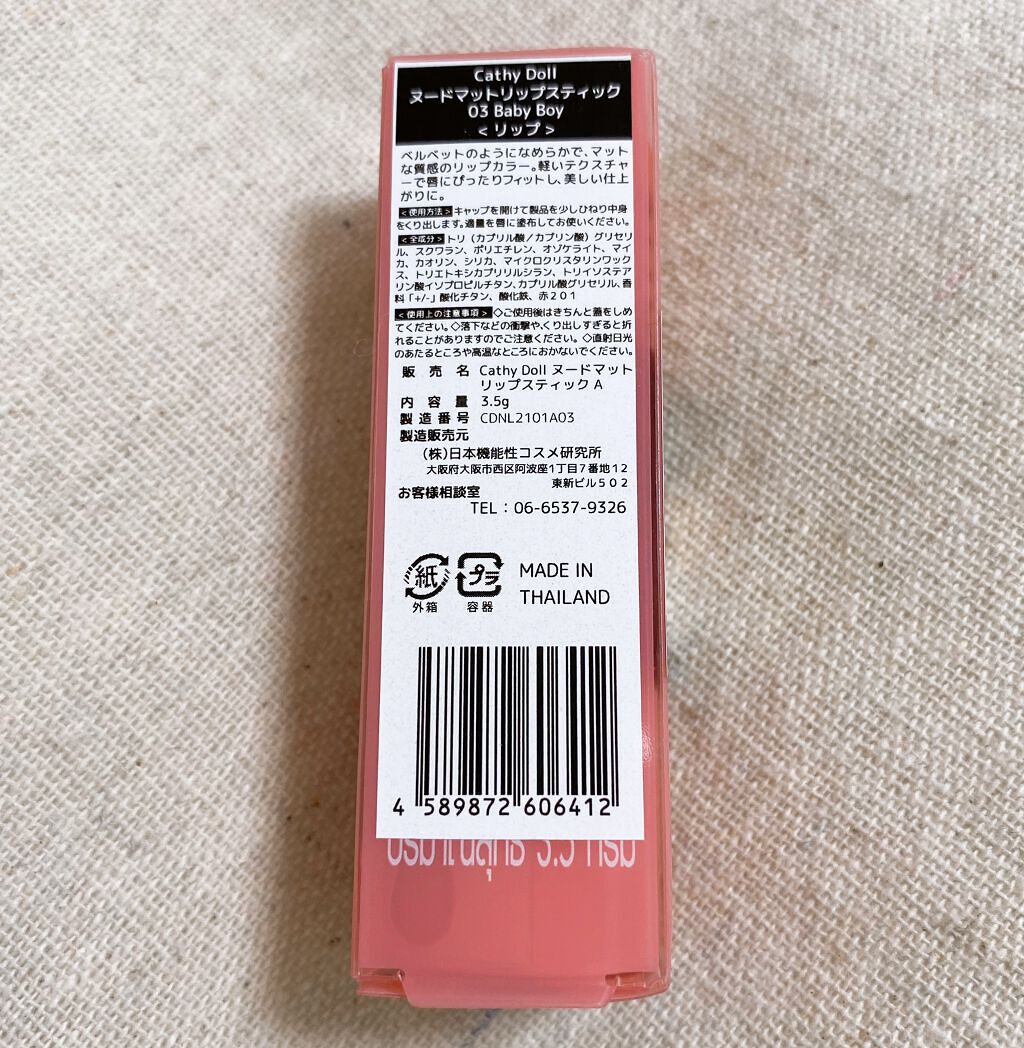 Cathy Doll
ヌードマットリップスティック
03 Baby Boy
< リップ >
ベルベットのようになめらかで、マット
な質感のリップカラー。軽いテクスチャ
ーで唇にぴったりフィットし、美しい仕上
がりに。
<使用方法> キャップを開けて製品を少しひねり中身
をくり出します。適量を唇に塗布してお使いください。
<全成分> トリ（カプリル酸／カプリン酸）グリセリ
ル、スクワラン、ポリエチレン、オゾケライト、マイ
カ、カオリン、シリカ、マイクロクリスタリンワック
ス、トリエトキシカプリリルシラン、トリイソステア
リン酸イソプロピルチタン、カプリル酸グリセリル、香
料「+/-」酸化チタン、酸化鉄、赤２０１
<使用上の注意事項> ◇ご使用後はきちんと蓋をしめ
てください。◇落下などの衝撃や、くり出しすぎると折
れることがありますのでご注意ください。◇直射日光
のあたるところや高温なところにおかないでください。
販売名 Cathy Doll ヌードマット
リップスティック A
内容量 3.5g
製造番号 CDNL2101A03
製造販売元
（株）日本機能性コスメ研究所
大阪府大阪市西区阿波座1丁目７番地１２
東新ビル５０２
お客様相談室
TEL：06-6537-9326
紙 プラ MADE IN
外箱 容器 THAILAND
4 589872 606412
ปริมาณสุทธิ 3.5 กรัม